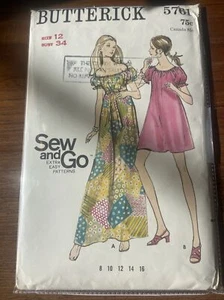 BUTTERICK 5761
SIZE 12
BUST 34
75¢
Sew and
Go
EXTRA
EASY
PATTERNS
A
B
8 10 12 14 16